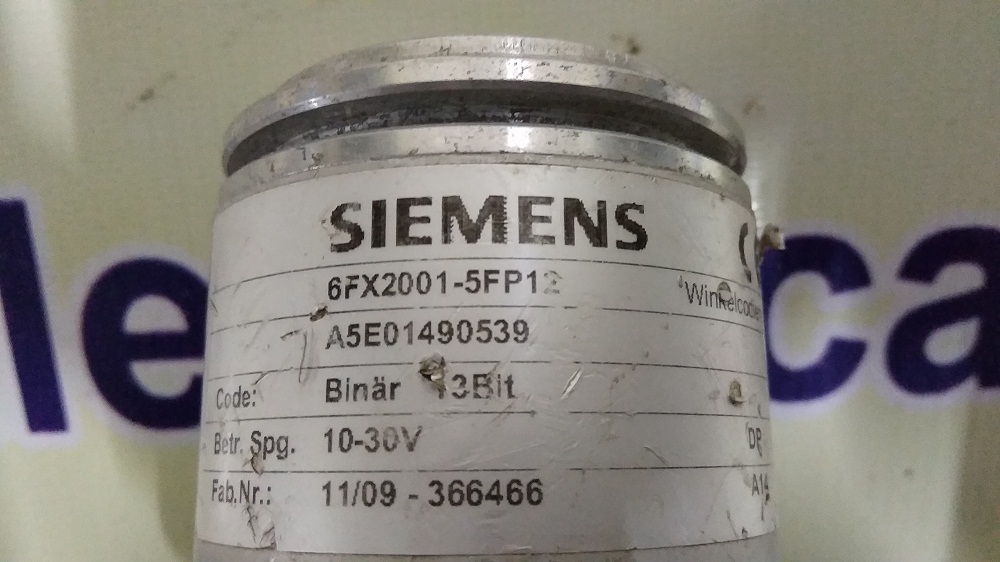 SIEMENS
6FX2001-5FP12
A5E01490539
Code: Binär 13Bit
Betr. Spg. 10-30V
Fab.Nr.: 11/09 - 366466